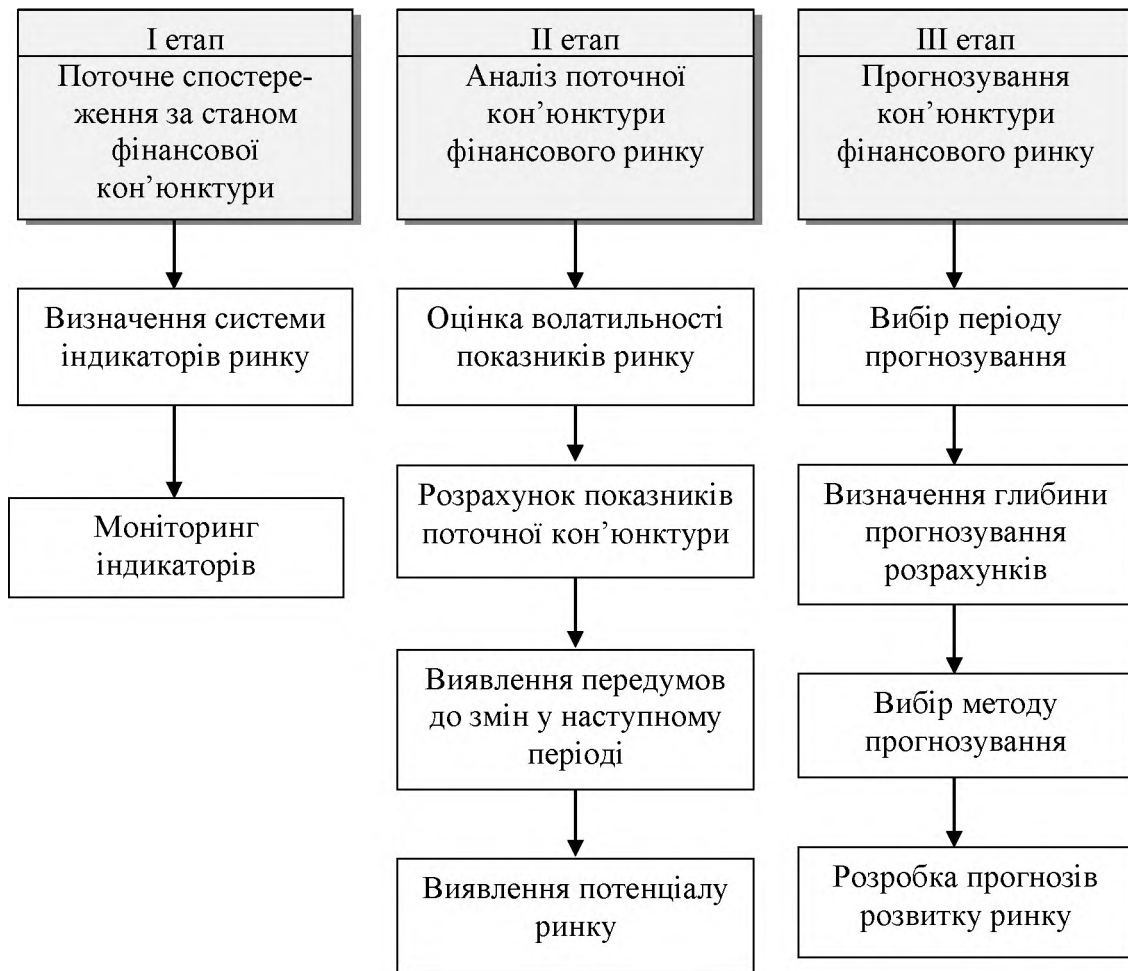 І етап
Поточне спостере-
ження за станом
фінансової
кон’юнктури
Визначення системи
індикаторів ринку
Моніторинг
індикаторів
ІІ етап
Аналіз поточної
кон’юнктури
фінансового ринку
Оцінка волатильності
показників ринку
Розрахунок показників
поточної кон’юнктури
Виявлення передумов
до змін у наступному
періоді
Виявлення потенціалу
ринку
ІІІ етап
Прогнозування
кон’юнктури
фінансового ринку
Вибір періоду
прогнозування
Визначення глибини
прогнозування
розрахунків
Вибір методу
прогнозування
Розробка прогнозів
розвитку ринку